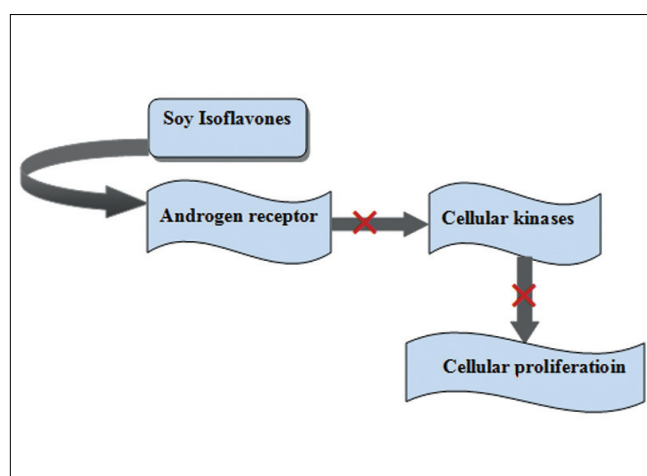 Soy Isoflavones
Androgen receptor
Cellular kinases
Cellular proliferatioin